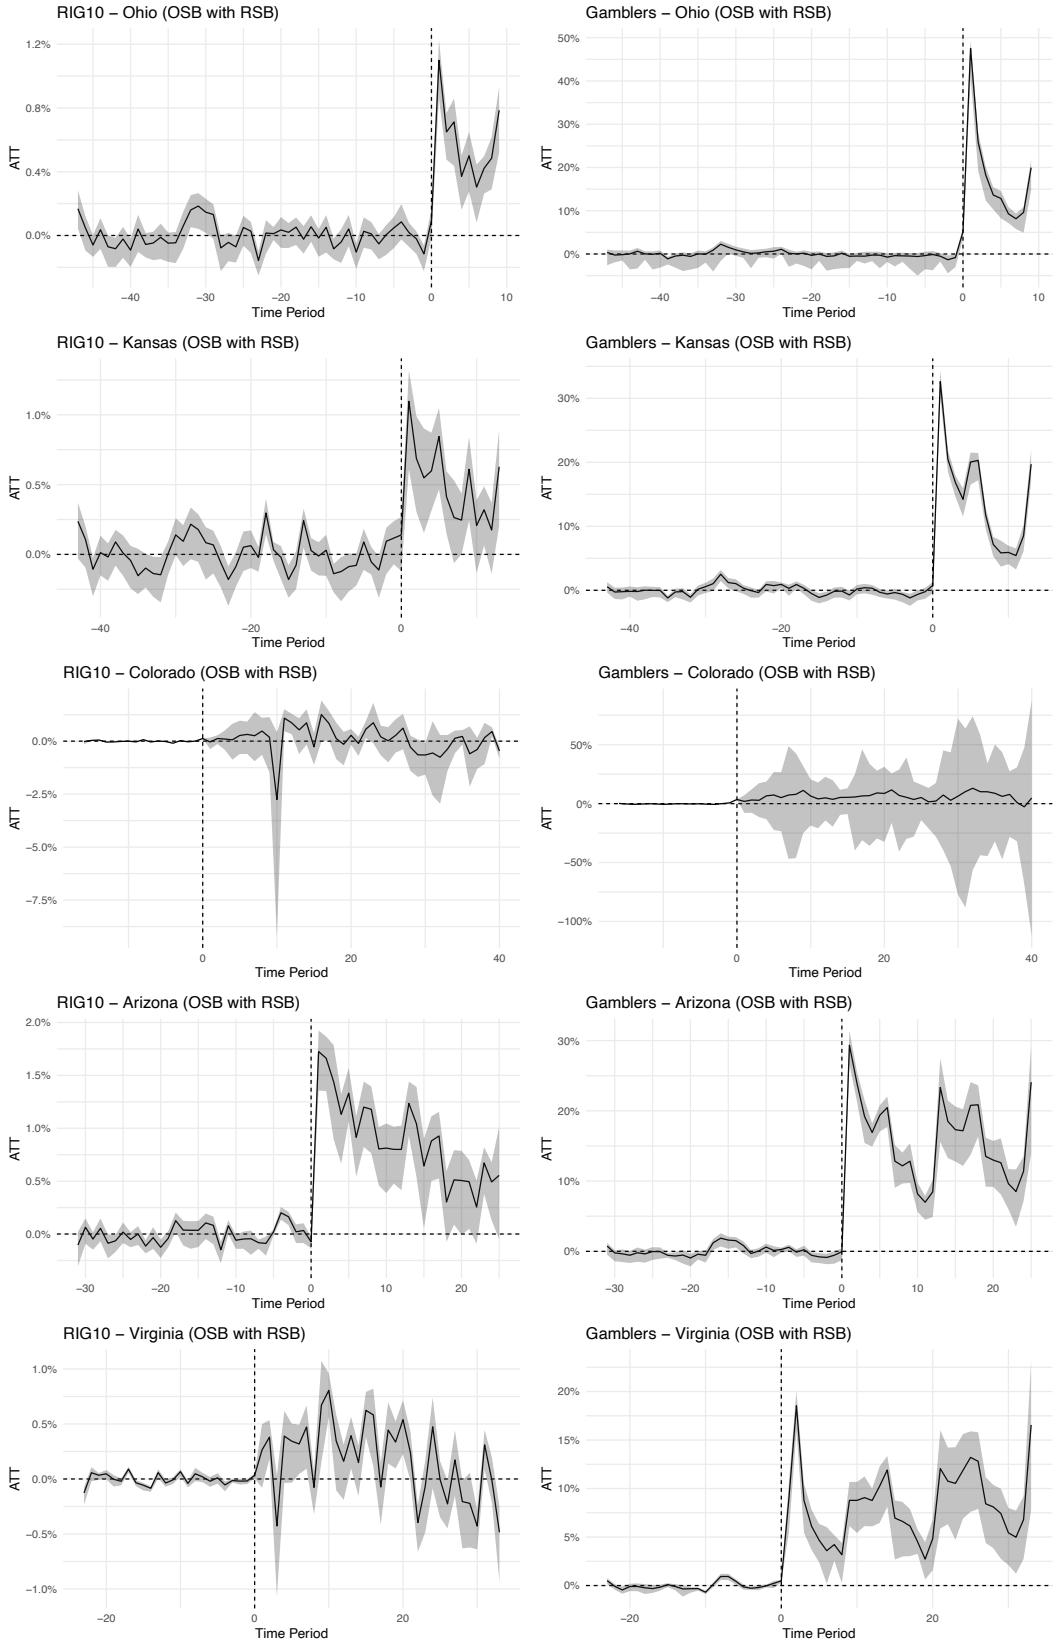 RIG10 − Ohio (OSB with RSB)
1.2%
0.8%
0.4%
0.0%
ATT
−40 −30 −20 −10 0 10
Time Period
Gamblers − Ohio (OSB with RSB)
50%
40%
30%
20%
10%
0%
ATT
−40 −30 −20 −10 0 10
Time Period
RIG10 − Kansas (OSB with RSB)
1.0%
0.5%
0.0%
ATT
−40 −20 0
Time Period
Gamblers − Kansas (OSB with RSB)
30%
20%
10%
0%
ATT
−40 −20 0
Time Period
RIG10 − Colorado (OSB with RSB)
0.0%
−2.5%
−5.0%
−7.5%
ATT
0 20 40
Time Period
Gamblers − Colorado (OSB with RSB)
50%
0%
−50%
−100%
ATT
0 20 40
Time Period
RIG10 − Arizona (OSB with RSB)
2.0%
1.5%
1.0%
0.5%
0.0%
ATT
−30 −20 −10 0 10 20
Time Period
Gamblers − Arizona (OSB with RSB)
30%
20%
10%
0%
ATT
−30 −20 −10 0 10 20
Time Period
RIG10 − Virginia (OSB with RSB)
1.0%
0.5%
0.0%
−0.5%
−1.0%
ATT
−20 0 20
Time Period
Gamblers − Virginia (OSB with RSB)
20%
15%
10%
5%
0%
ATT
−20 0 20
Time Period